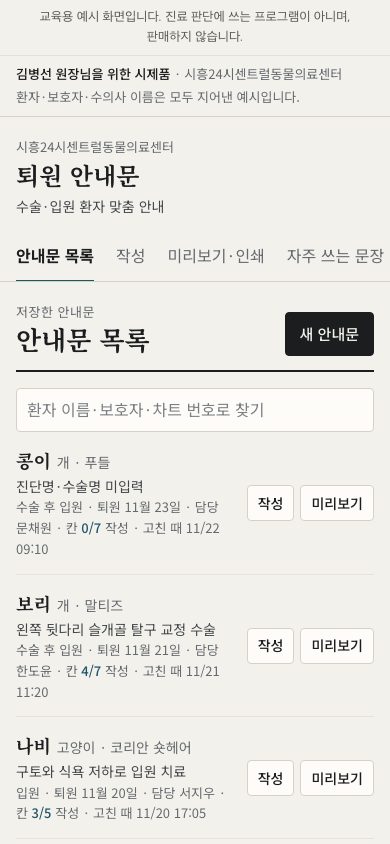 교육용 예시 화면입니다. 진료 판단에 쓰는 프로그램이 아니며,
판매하지 않습니다.
김병선 원장님을 위한 시제품 · 시흥24시센트럴동물의료센터
환자·보호자·수의사 이름은 모두 지어낸 예시입니다.
시흥24시센트럴동물의료센터
퇴원 안내문
수술·입원 환자 맞춤 안내
안내문 목록 작성 미리보기·인쇄 자주 쓰는 문장
저장한 안내문
안내문 목록
새 안내문
환자 이름·보호자·차트 번호로 찾기
콩이 개 · 푸들
진단명·수술명 미입력
수술 후 입원 · 퇴원 11월 23일 · 담당
문채원 · 칸 0/7 작성 · 고친 때 11/22
09:10
작성 미리보기
보리 개 · 말티즈
왼쪽 뒷다리 슬개골 탈구 교정 수술
수술 후 입원 · 퇴원 11월 21일 · 담당
한도윤 · 칸 4/7 작성 · 고친 때 11/21
11:20
작성 미리보기
나비 고양이 · 코리안 숏헤어
구토와 식욕 저하로 입원 치료
입원 · 퇴원 11월 20일 · 담당 서지우 ·
칸 3/5 작성 · 고친 때 11/20 17:05
작성 미리보기